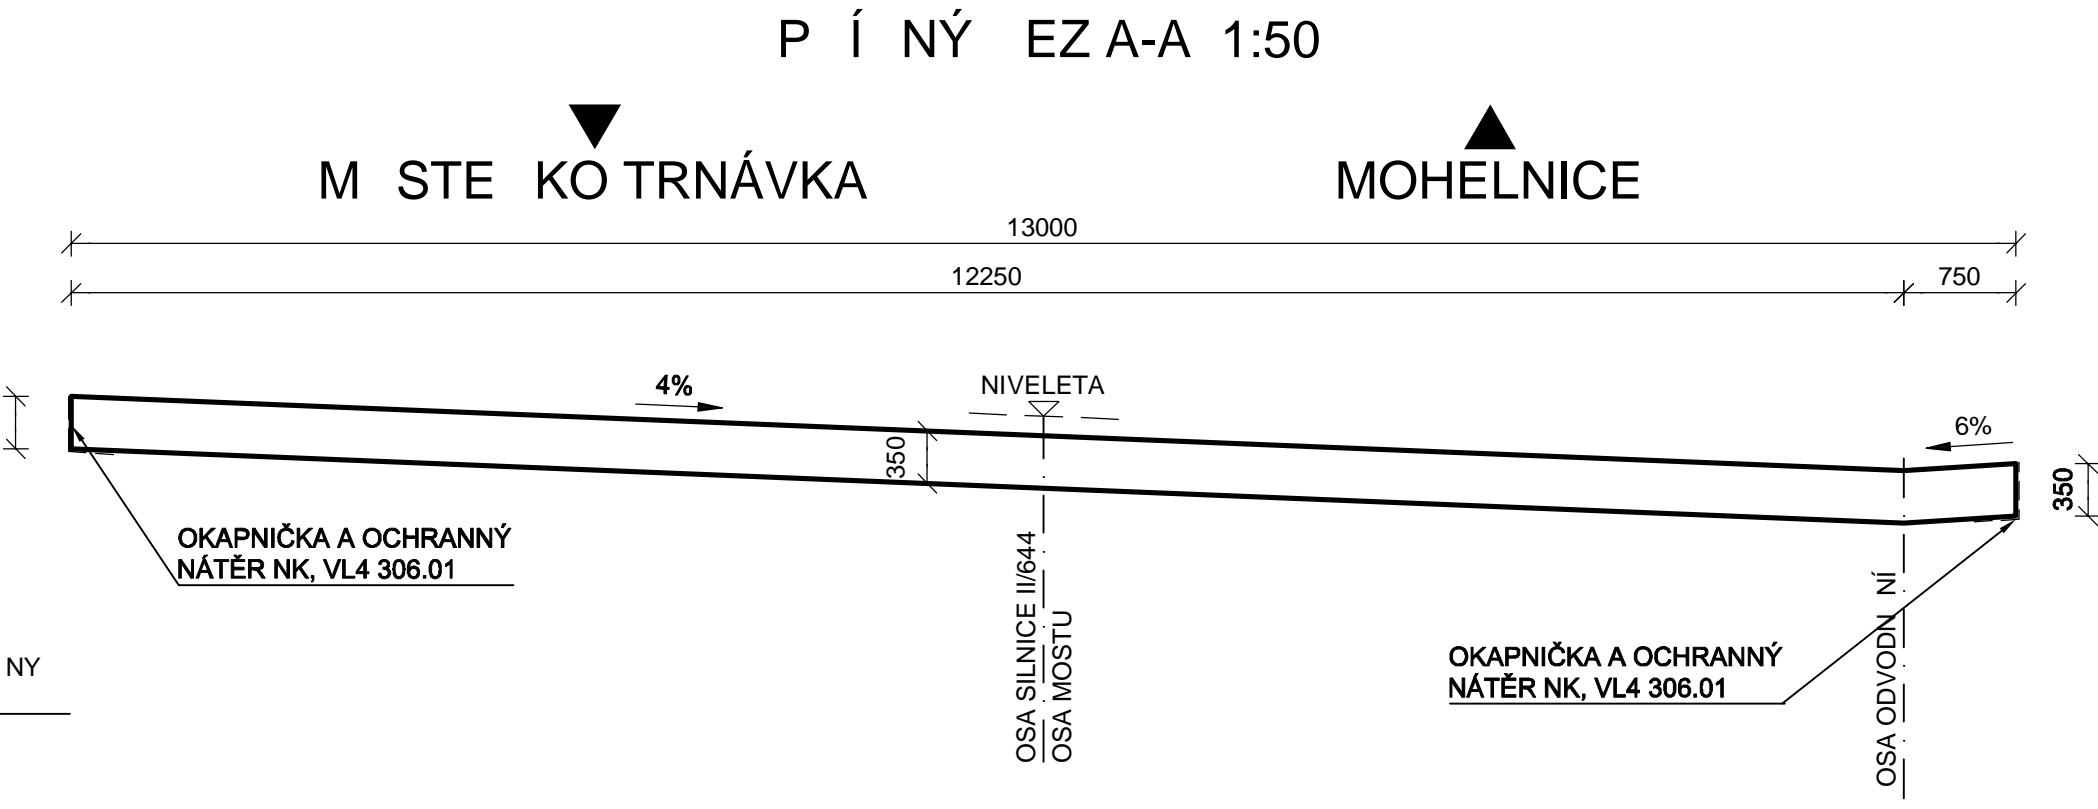 P Í NÝ EZ A-A 1:50
M STE KO TRNÁVKA
MOHELNICE
13000
12250
750
4%
NIVELETA
6%
350
350
OKAPNIČKA A OCHRANNÝ
NÁTĚR NK, VL4 306.01
OSA SILNICE II/644
OSA MOSTU
OSA ODVODN NÍ
NY
OKAPNIČKA A OCHRANNÝ
NÁTĚR NK, VL4 306.01